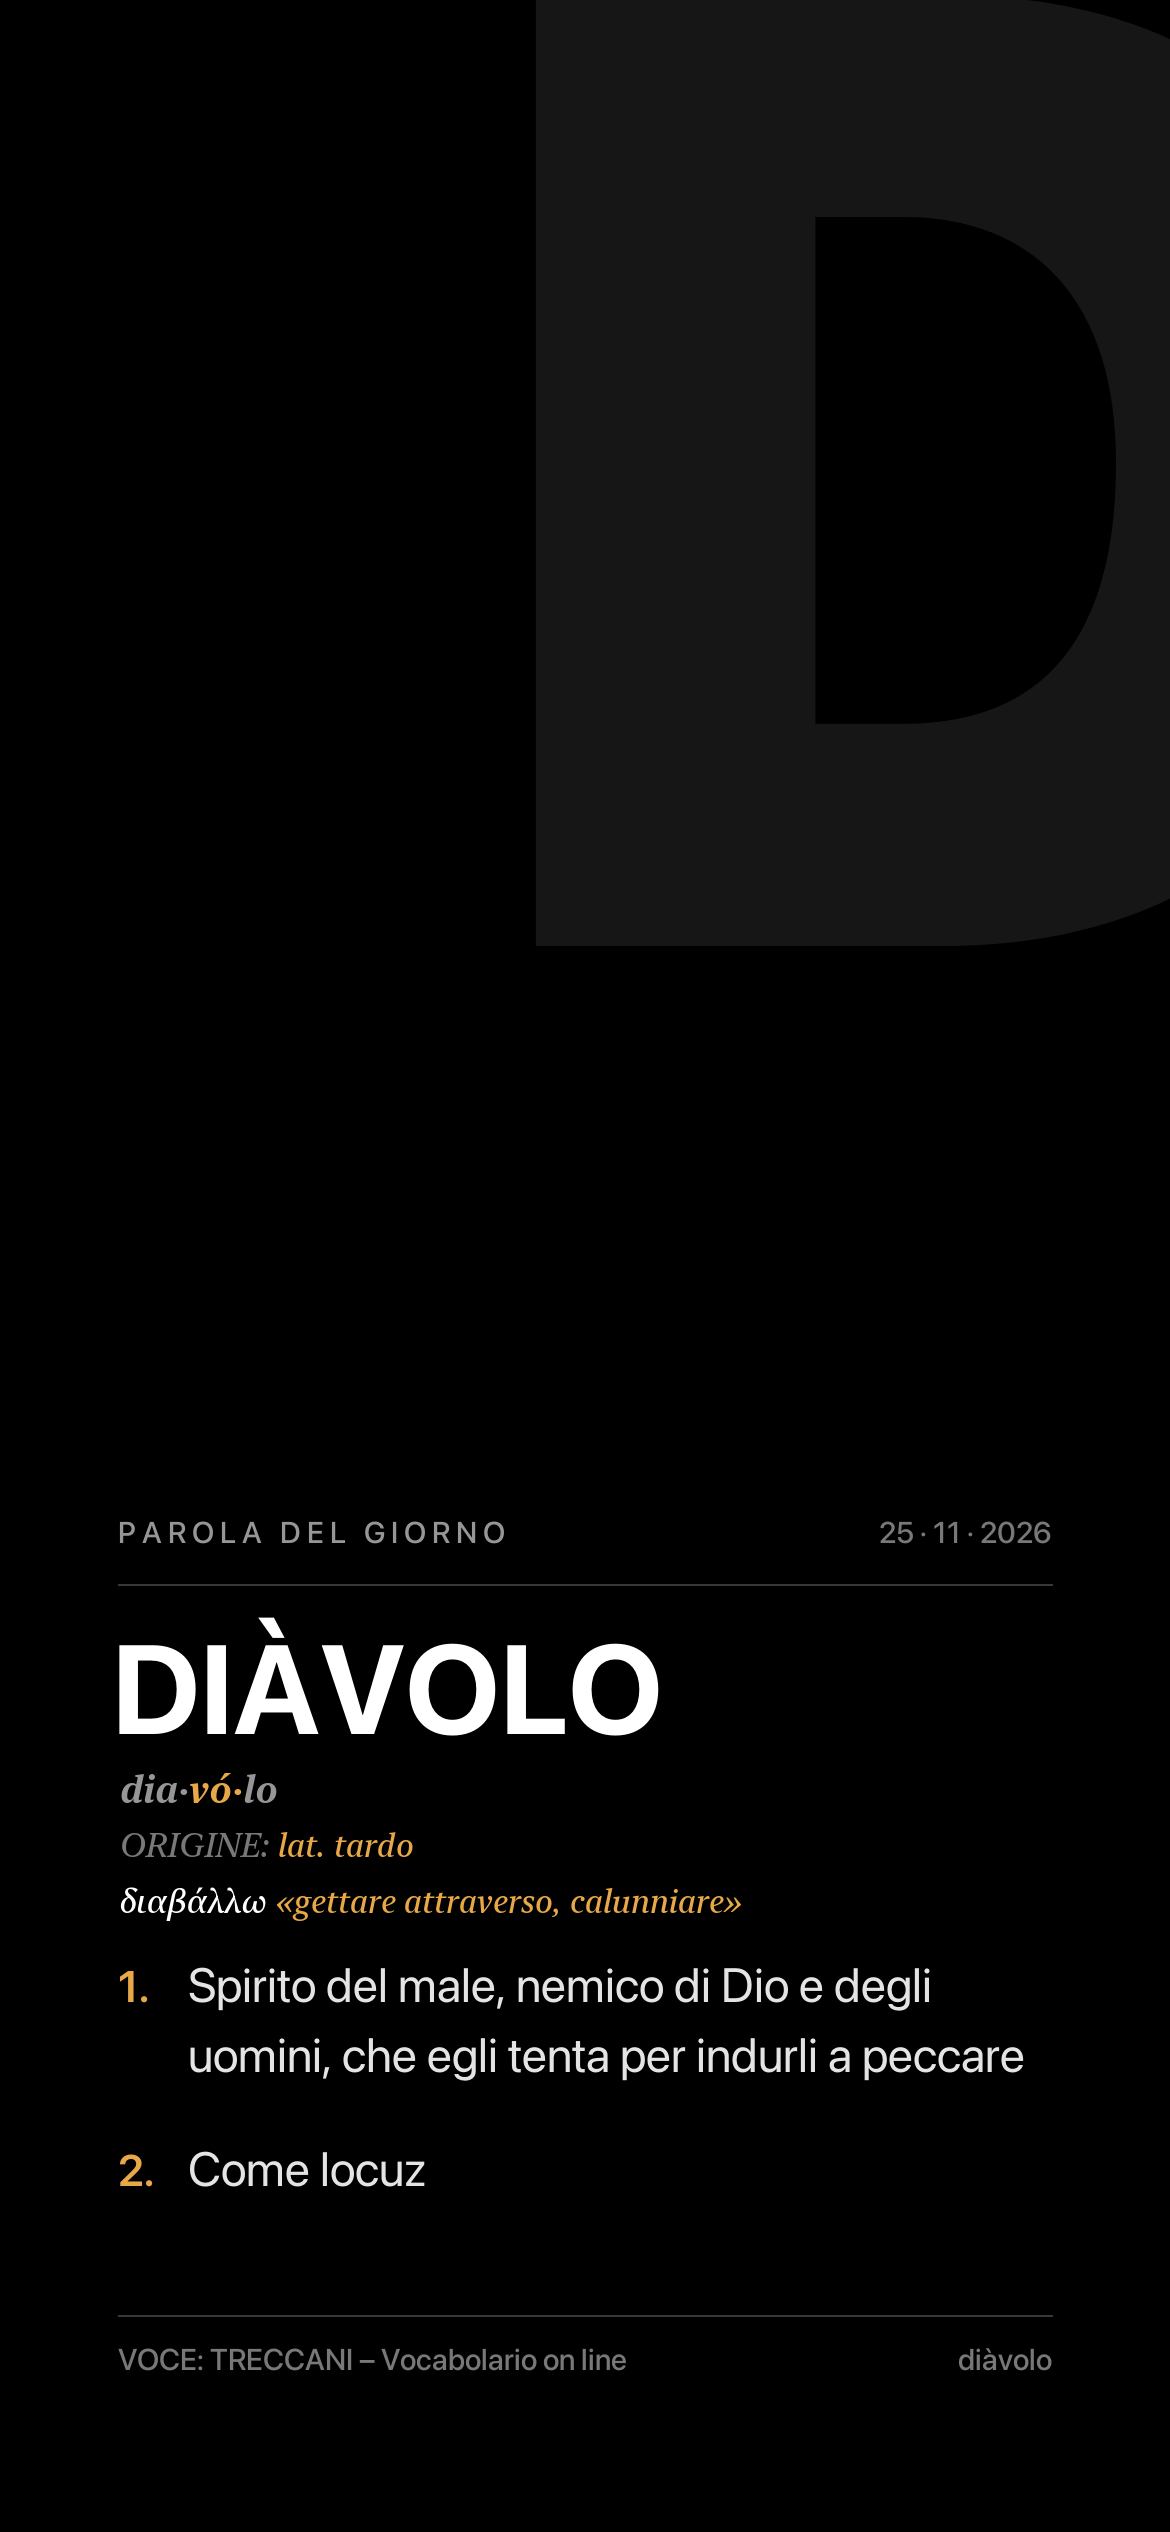 D
PAROLA DEL GIORNO 25 · 11 · 2026
DIÀVOLO
dia·vó·lo
ORIGINE: lat. tardo
διαβάλλω «gettare attraverso, calunniare»
1. Spirito del male, nemico di Dio e degli
uomini, che egli tenta per indurli a peccare
2. Come locuz
VOCE: TRECCANI – Vocabolario on line diàvolo